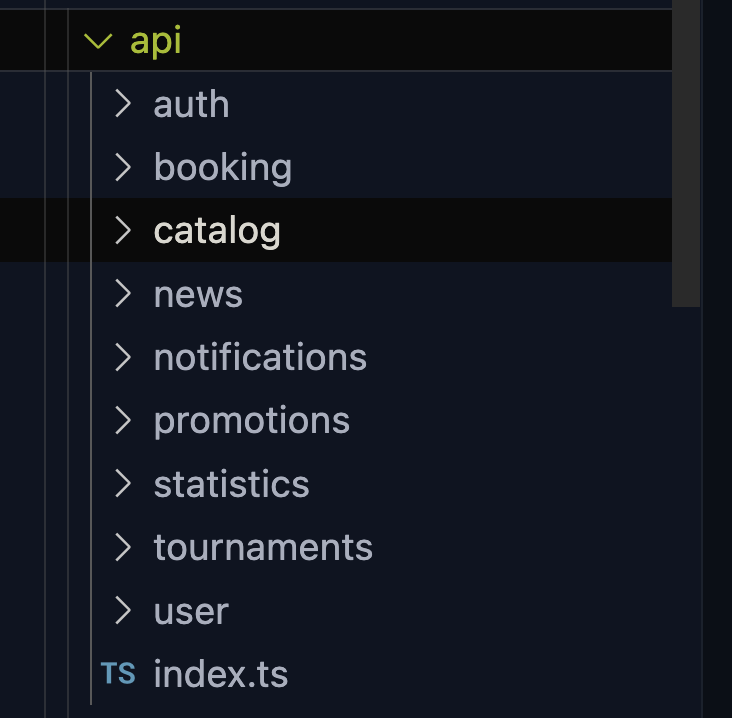 api
auth
booking
catalog
news
notifications
promotions
statistics
tournaments
user
TS index.ts